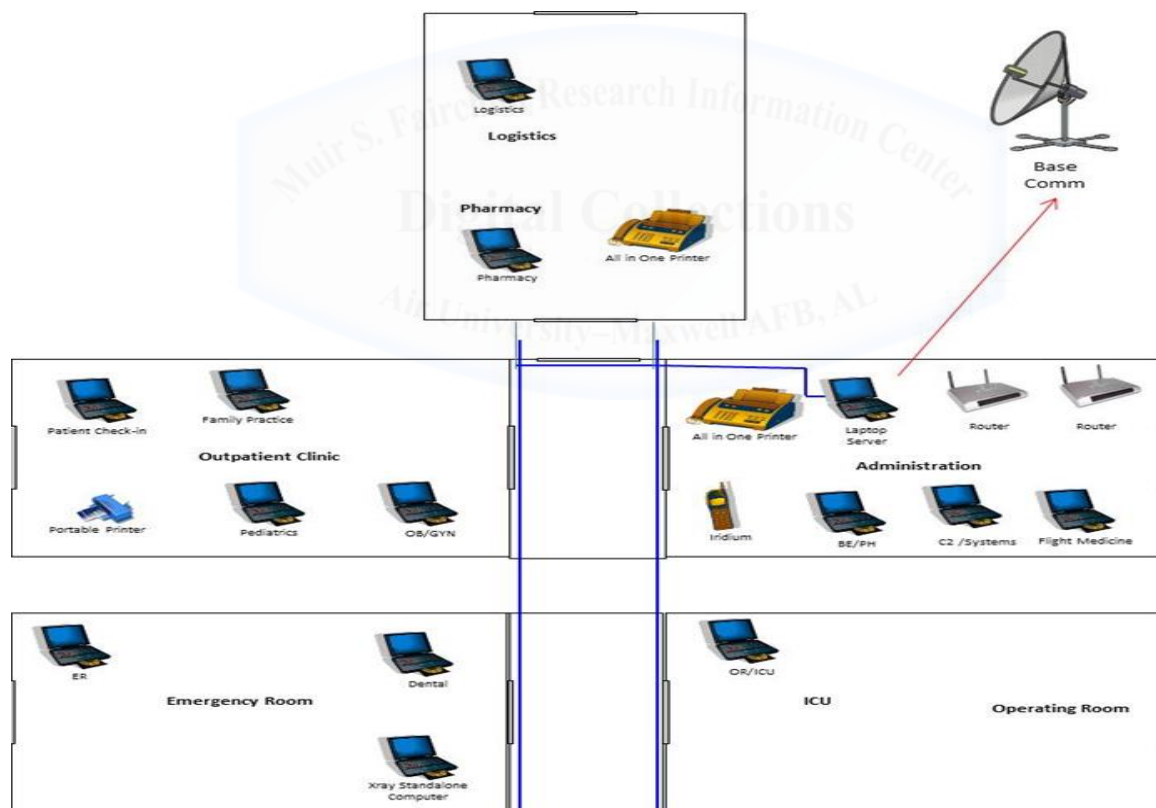 Logistics
Logistics
Pharmacy
Pharmacy
All in One Printer
Muir S. Fairchild Research Information Center
Digital Collections
Air University–Maxwell AFB, AL
Base
Comm
Patient Check-in
Family Practice
Outpatient Clinic
Portable Printer
Pediatrics
OB/GYN
All in One Printer
Laptop
Server
Router
Router
Administration
Iridium
BE/PH
C2 /Systems
Flight Medicine
ER
Dental
Emergency Room
Xray Standalone
Computer
OR/ICU
ICU
Operating Room